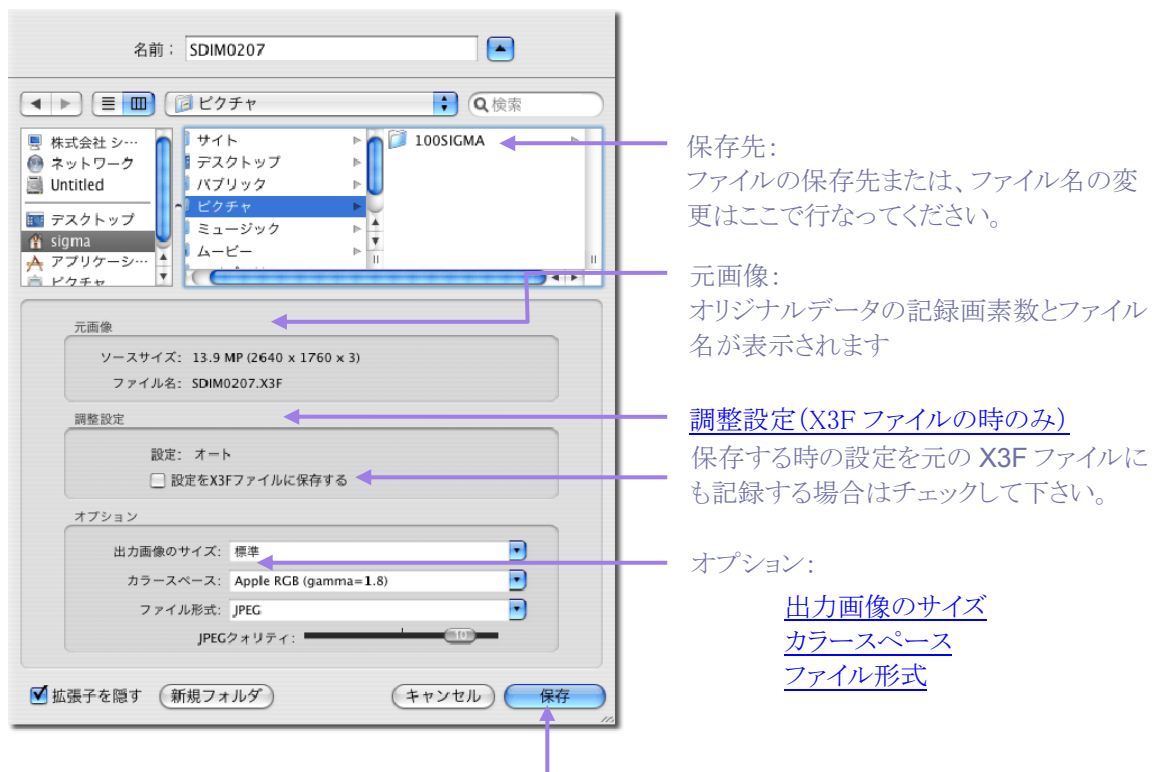 名前： SDIM0207
ピクチャ
検索
株式会社 シ…
ネットワーク
Untitled
デスクトップ
sigma
アプリケーシ…
ピクチャ
サイト
デスクトップ
パブリック
ピクチャ
ミュージック
ムービー
100SIGMA
元画像
ソースサイズ： 13.9 MP (2640 x 1760 x 3)
ファイル名： SDIM0207.X3F
調整設定
設定： オート
設定をX3Fファイルに保存する
オプション
出力画像のサイズ： 標準
カラースペース： Apple RGB (gamma=1.8)
ファイル形式： JPEG
JPEGクォリティ： 10
拡張子を隠す
新規フォルダ
キャンセル
保存
保存先：
ファイルの保存先または、ファイル名の変
更はここで行なってください。
元画像：
オリジナルデータの記録画素数とファイル
名が表示されます
調整設定（X3F ファイルの時のみ）
保存する時の設定を元の X3F ファイルに
も記録する場合はチェックして下さい。
オプション：
出力画像のサイズ
カラースペース
ファイル形式